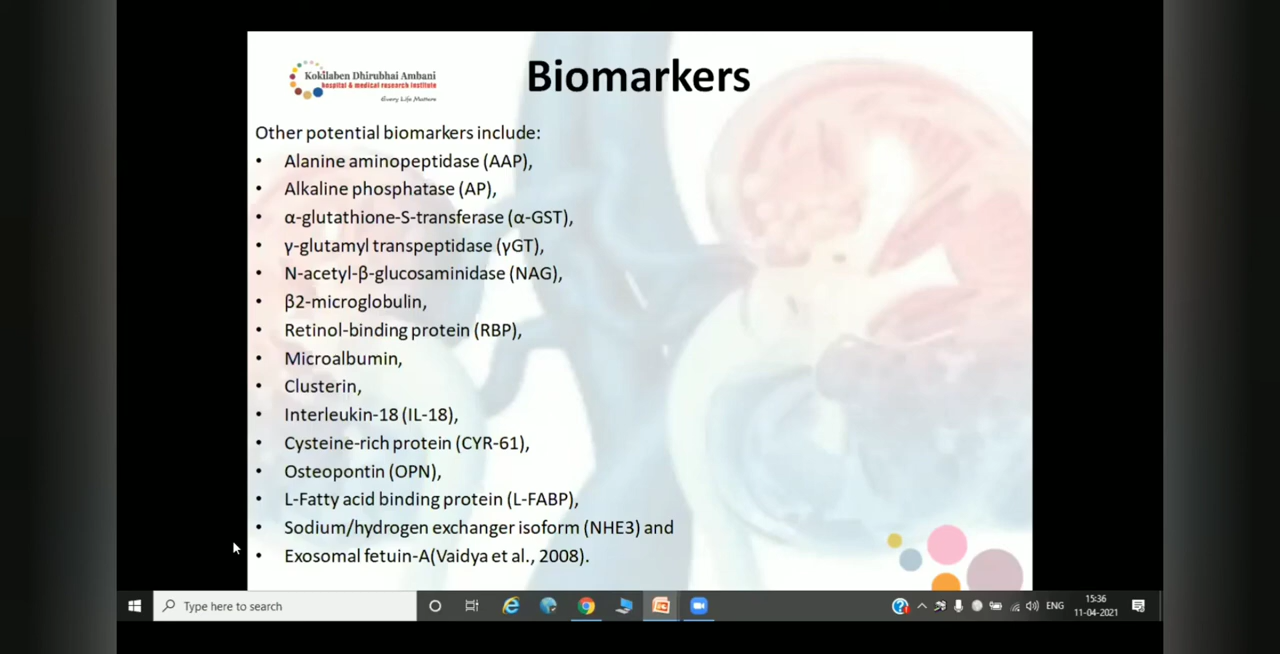 Kokilaben Dhirubhai Ambani
hospital & medical research institute
Every Life Matters
Biomarkers
Other potential biomarkers include:
• Alanine aminopeptidase (AAP),
• Alkaline phosphatase (AP),
• α-glutathione-S-transferase (α-GST),
• γ-glutamyl transpeptidase (γGT),
• N-acetyl-β-glucosaminidase (NAG),
• β2-microglobulin,
• Retinol-binding protein (RBP),
• Microalbumin,
• Clusterin,
• Interleukin-18 (IL-18),
• Cysteine-rich protein (CYR-61),
• Osteopontin (OPN),
• L-Fatty acid binding protein (L-FABP),
• Sodium/hydrogen exchanger isoform (NHE3) and
• Exosomal fetuin-A(Vaidya et al., 2008).
Type here to search
ENG
15:36
11-04-2021